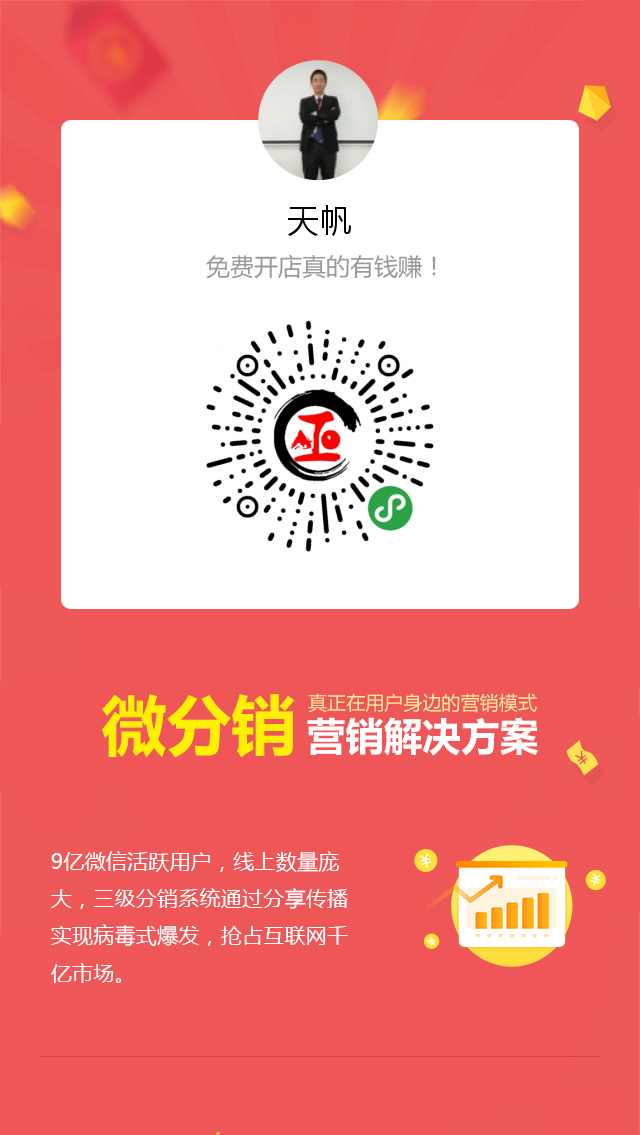 天帆
免费开店真的有钱赚！
微分销
真正在用户身边的营销模式
营销解决方案
9亿微信活跃用户，线上数量庞
大，三级分销系统通过分享传播
实现病毒式爆发，抢占互联网千
亿市场。